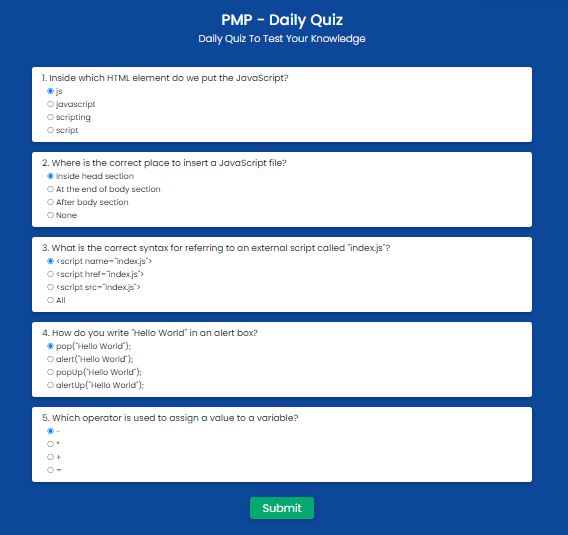 PMP - Daily Quiz
Daily Quiz To Test Your Knowledge
1. Inside which HTML element do we put the JavaScript?
js
javascript
scripting
script
2. Where is the correct place to insert a JavaScript file?
Inside head section
At the end of body section
After body section
None
3. What is the correct syntax for referring to an external script called "index.js"?
<script name="index.js">
<script href="index.js">
<script src="index.js">
All
4. How do you write "Hello World" in an alert box?
pop("Hello World");
alert("Hello World");
popUp("Hello World");
alertUp("Hello World");
5. Which operator is used to assign a value to a variable?
-
*
+
=
Submit